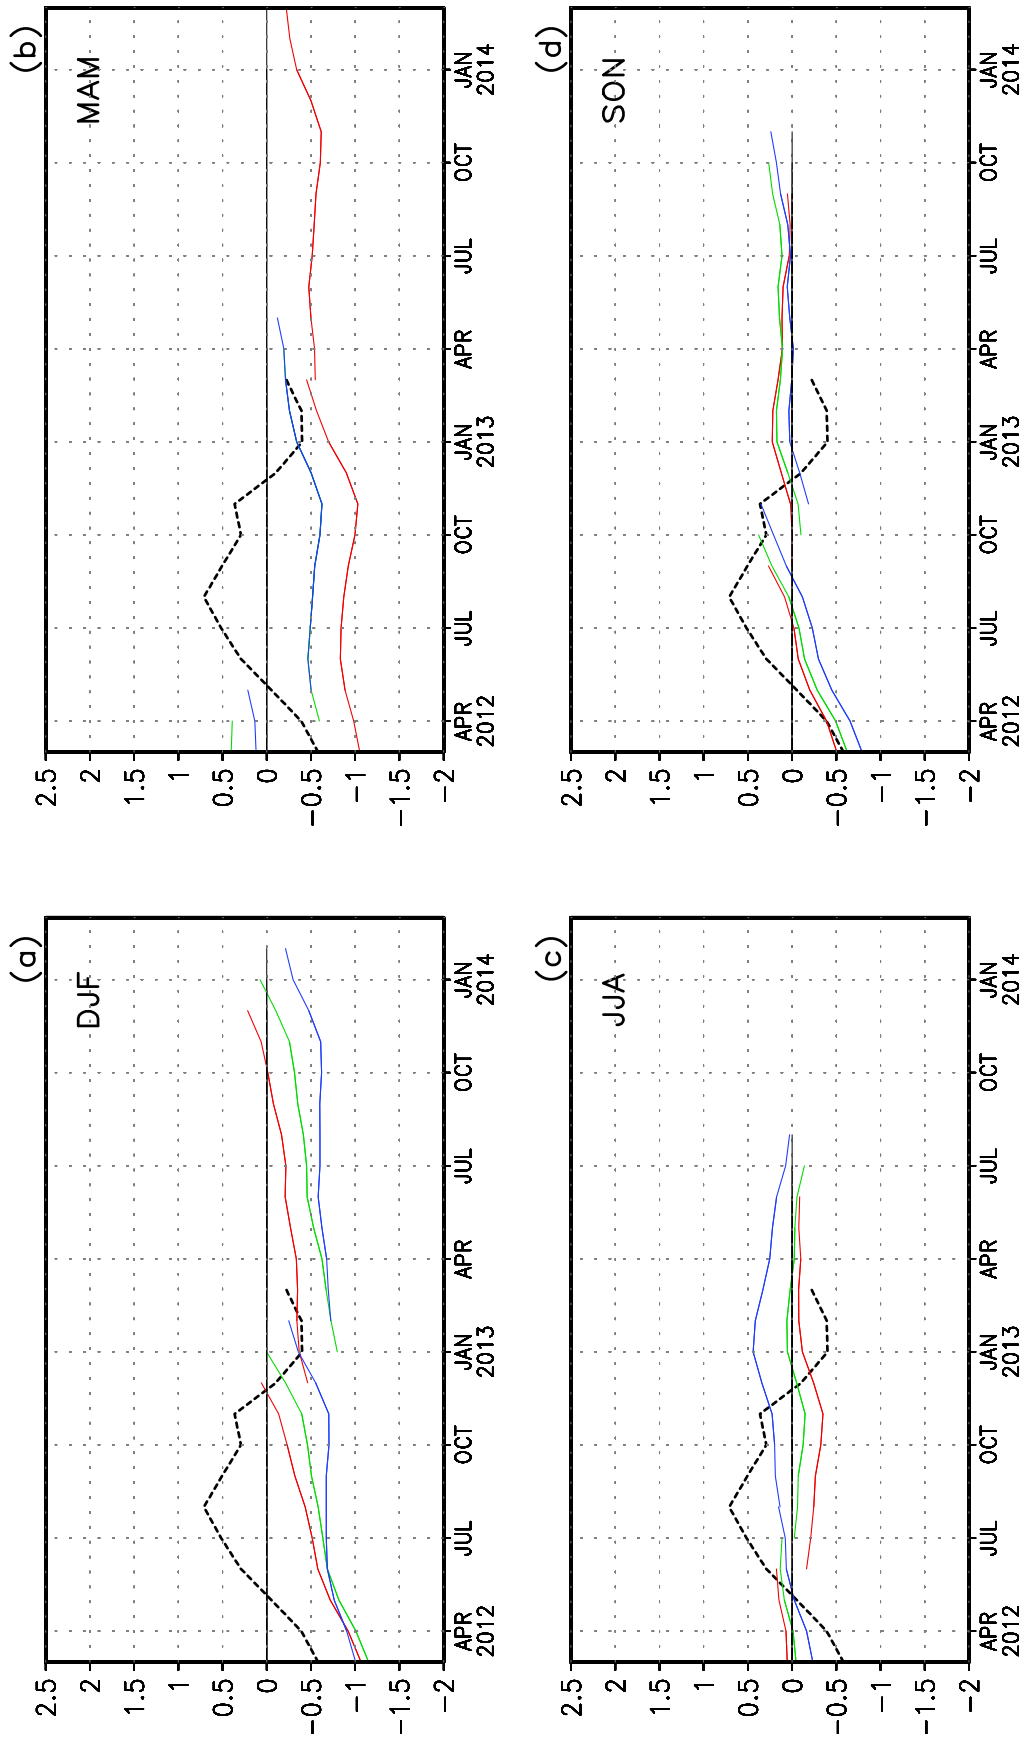 (a)
DJF
2.5
2
1.5
1
0.5
0
−0.5
−1
−1.5
−2
APR
2012
JUL
OCT
JAN
2013
APR
JUL
OCT
JAN
2014
(b)
MAM
2.5
2
1.5
1
0.5
0
−0.5
−1
−1.5
−2
APR
2012
JUL
OCT
JAN
2013
APR
JUL
OCT
JAN
2014
(c)
JJA
2.5
2
1.5
1
0.5
0
−0.5
−1
−1.5
−2
APR
2012
JUL
OCT
JAN
2013
APR
JUL
OCT
JAN
2014
(d)
SON
2.5
2
1.5
1
0.5
0
−0.5
−1
−1.5
−2
APR
2012
JUL
OCT
JAN
2013
APR
JUL
OCT
JAN
2014